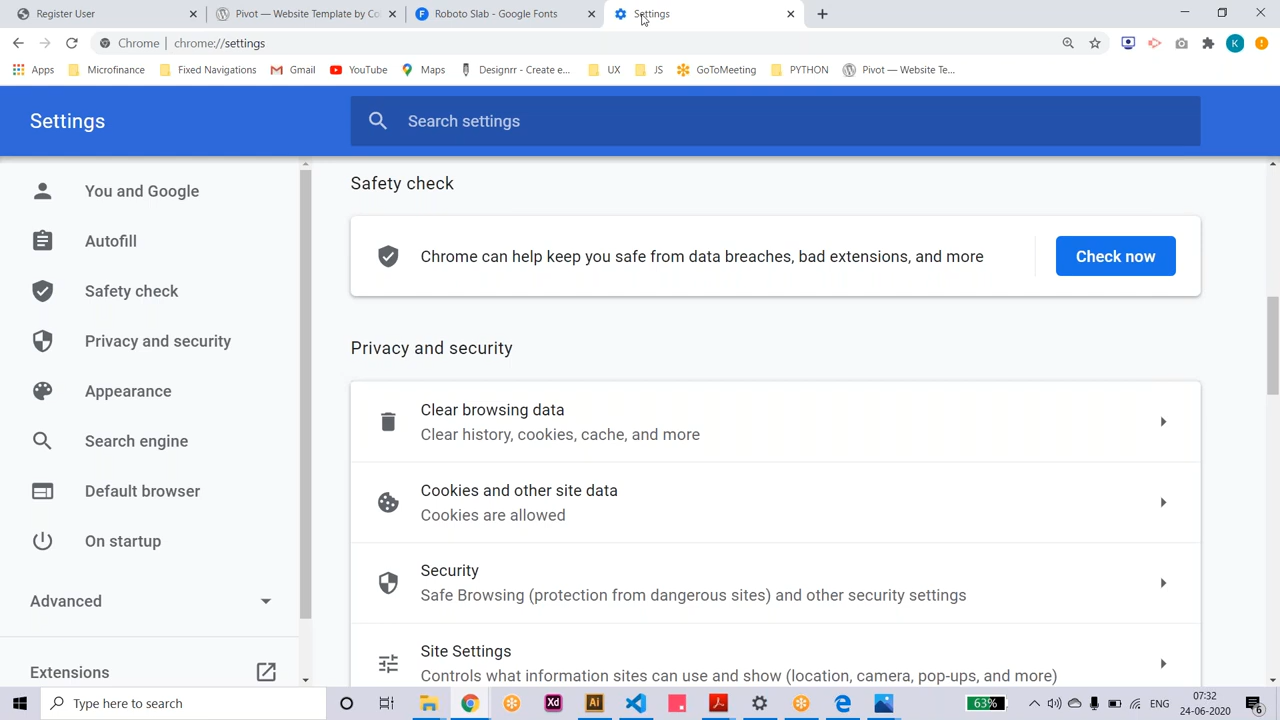 Register User
Pivot — Website Template by Co
Roboto Slab - Google Fonts
Settings
Chrome | chrome://settings
K
Apps
Microfinance
Fixed Navigations
Gmail
YouTube
Maps
Designrr - Create e...
UX
JS
GoToMeeting
PYTHON
Pivot — Website Te...
Settings
Search settings
You and Google
Autofill
Safety check
Privacy and security
Appearance
Search engine
Default browser
On startup
Advanced
Extensions
Safety check
Chrome can help keep you safe from data breaches, bad extensions, and more
Check now
Privacy and security
Clear browsing data
Clear history, cookies, cache, and more
Cookies and other site data
Cookies are allowed
Security
Safe Browsing (protection from dangerous sites) and other security settings
Site Settings
Controls what information sites can use and show (location, camera, pop-ups, and more)
Type here to search
Xd
Ai
63%
ENG
07:32
24-06-2020
6